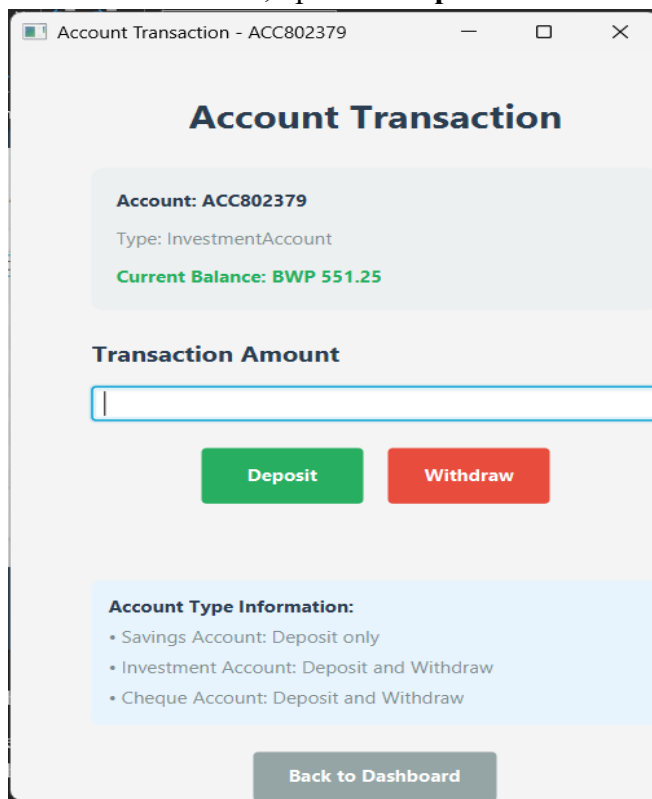 Account Transaction - ACC802379
Account Transaction
Account: ACC802379
Type: InvestmentAccount
Current Balance: BWP 551.25
Transaction Amount
Deposit
Withdraw
Account Type Information:
• Savings Account: Deposit only
• Investment Account: Deposit and Withdraw
• Cheque Account: Deposit and Withdraw
Back to Dashboard